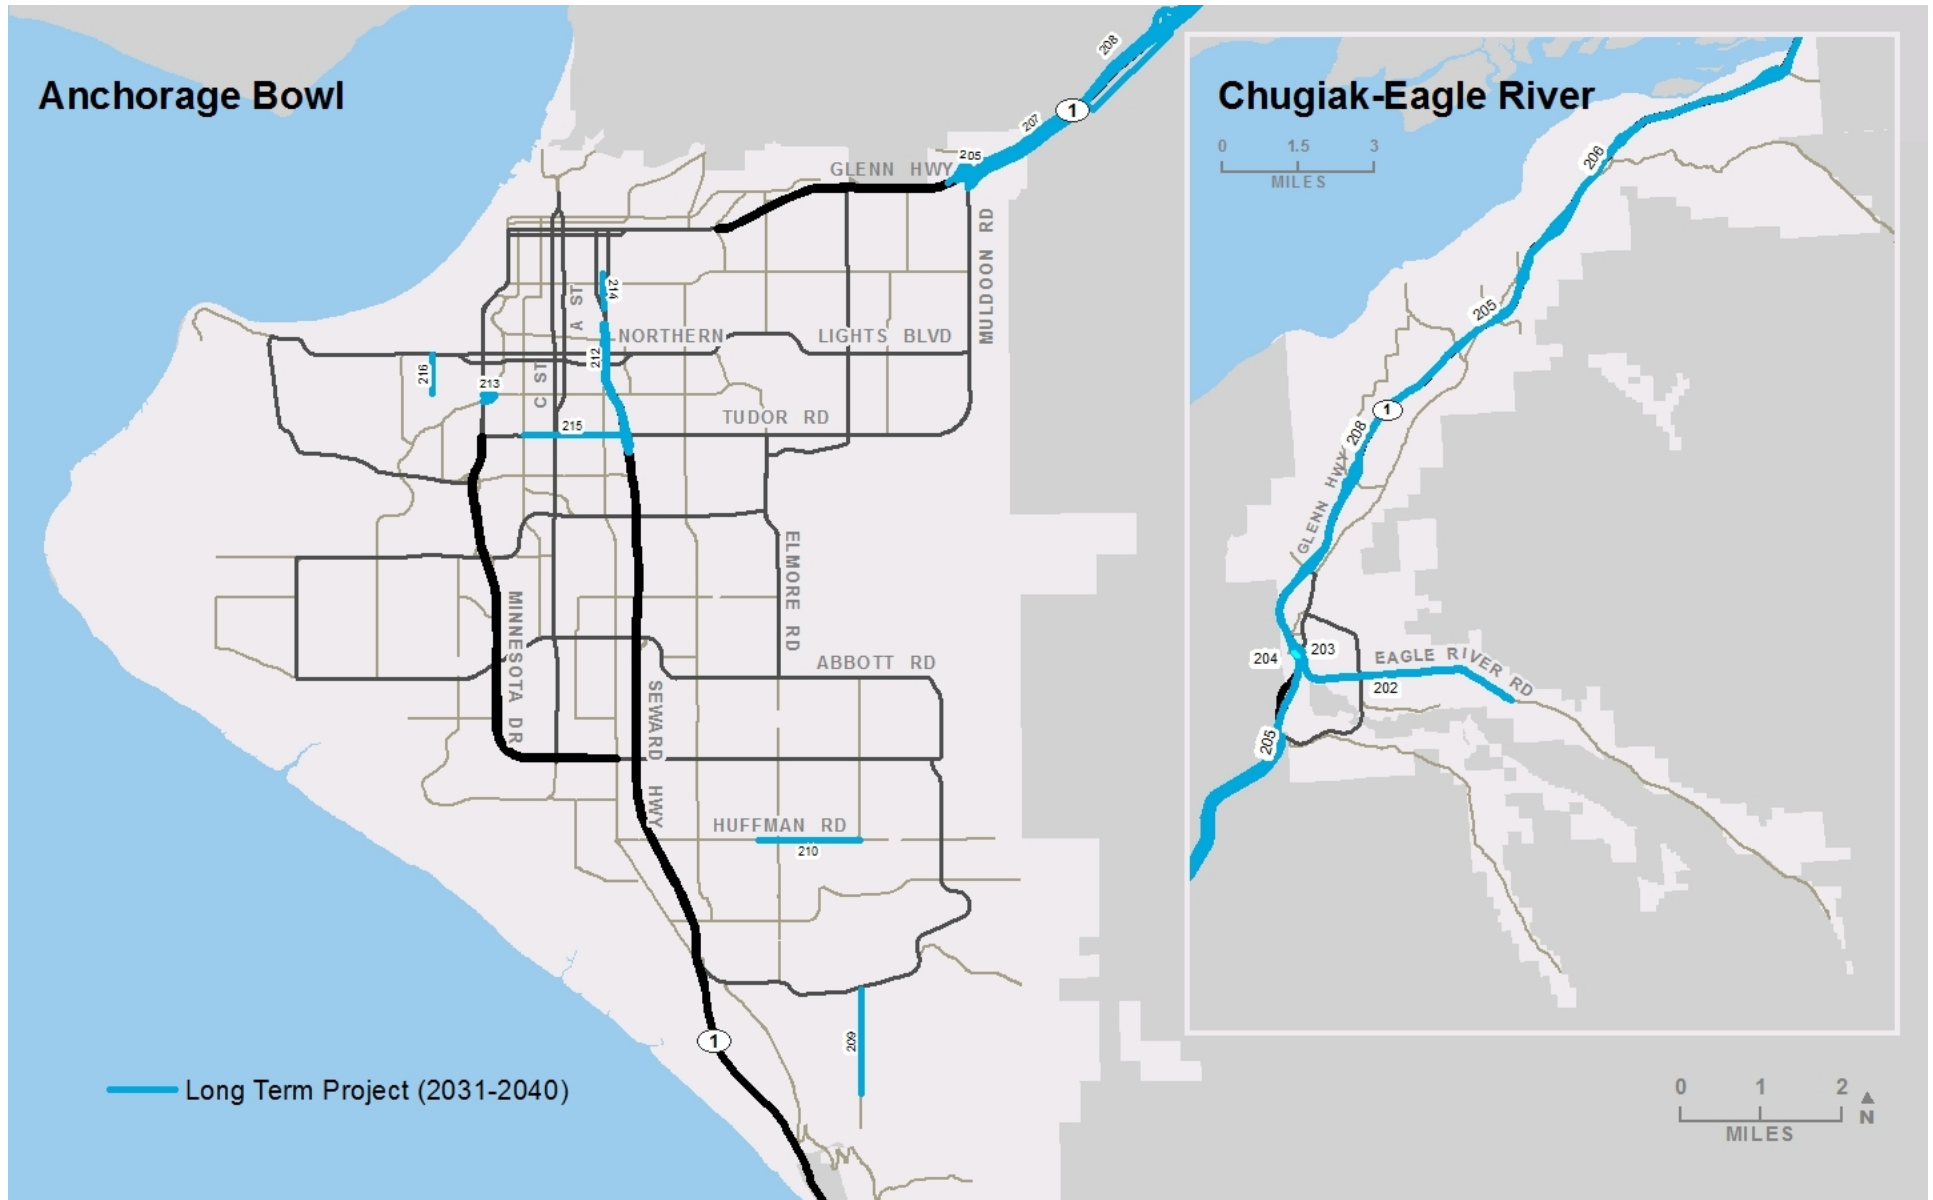 Anchorage Bowl
208
1
207
205
GLENN HWY
MULDOON RD
A ST
214
NORTHERN LIGHTS BLVD
212
216
213
C ST
TUDOR RD
215
ELMORE RD
MINNESOTA DR
ABBOTT RD
SEWARD HWY
HUFFMAN RD
210
209
1
Long Term Project (2031-2040)
Chugiak-Eagle River
0 1.5 3
MILES
206
205
1
208
GLENN HWY
204
203
EAGLE RIVER RD
202
205
0 1 2
MILES
N